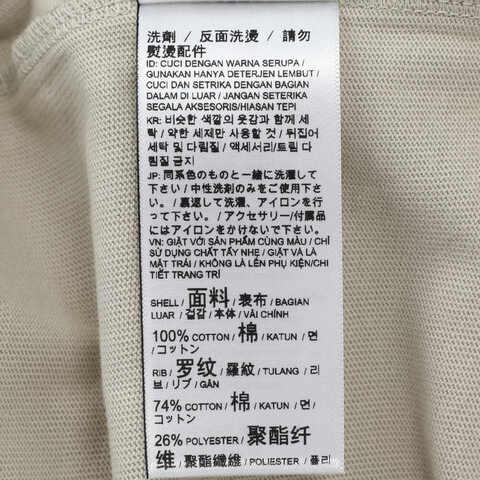 洗劑 / 反面洗燙 / 請勿
熨燙配件
ID: CUCI DENGAN WARNA SERUPA /
GUNAKAN HANYA DETERJEN LEMBUT /
CUCI DAN SETRIKA DENGAN BAGIAN
DALAM DI LUAR / JANGAN SETERIKA
SEGALA AKSESORIS/HIASAN TEPI
KR: 비슷한 색깔의 옷감과 함께 세
탁 / 약한 세제만 사용할 것 / 뒤집어
세탁 및 다림질 / 액세서리/트림 다
림질 금지
JP: 同系色のものと一緒に洗濯して
下さい / 中性洗剤のみをご使用下さ
い。 / 裏返して洗濯、アイロンを行
って下さい。 / アクセサリー/付属品
にはアイロンをかけないで下さい。
VN: GIẶT VỚI SẢN PHẨM CÙNG MÀU / CHỈ
SỬ DỤNG CHẤT TẨY NHẸ / GIẶT VÀ LÀ
MẶT TRÁI / KHÔNG LÀ LÊN PHỤ KIỆN/CHI
TIẾT TRANG TRÍ
SHELL / 面料 / 表布 / BAGIAN
LUAR / 겉감 / 本体 / VẢI CHÍNH
100% COTTON / 棉 / KATUN / 면
/ コットン
RIB / 罗纹 / 羅紋 / TULANG / 리
브 / リブ / GÂN
74% COTTON / 棉 / KATUN / 면 /
コットン
26% POLYESTER / 聚酯纤
维 / 聚酯纖維 / POLIESTER / 폴리